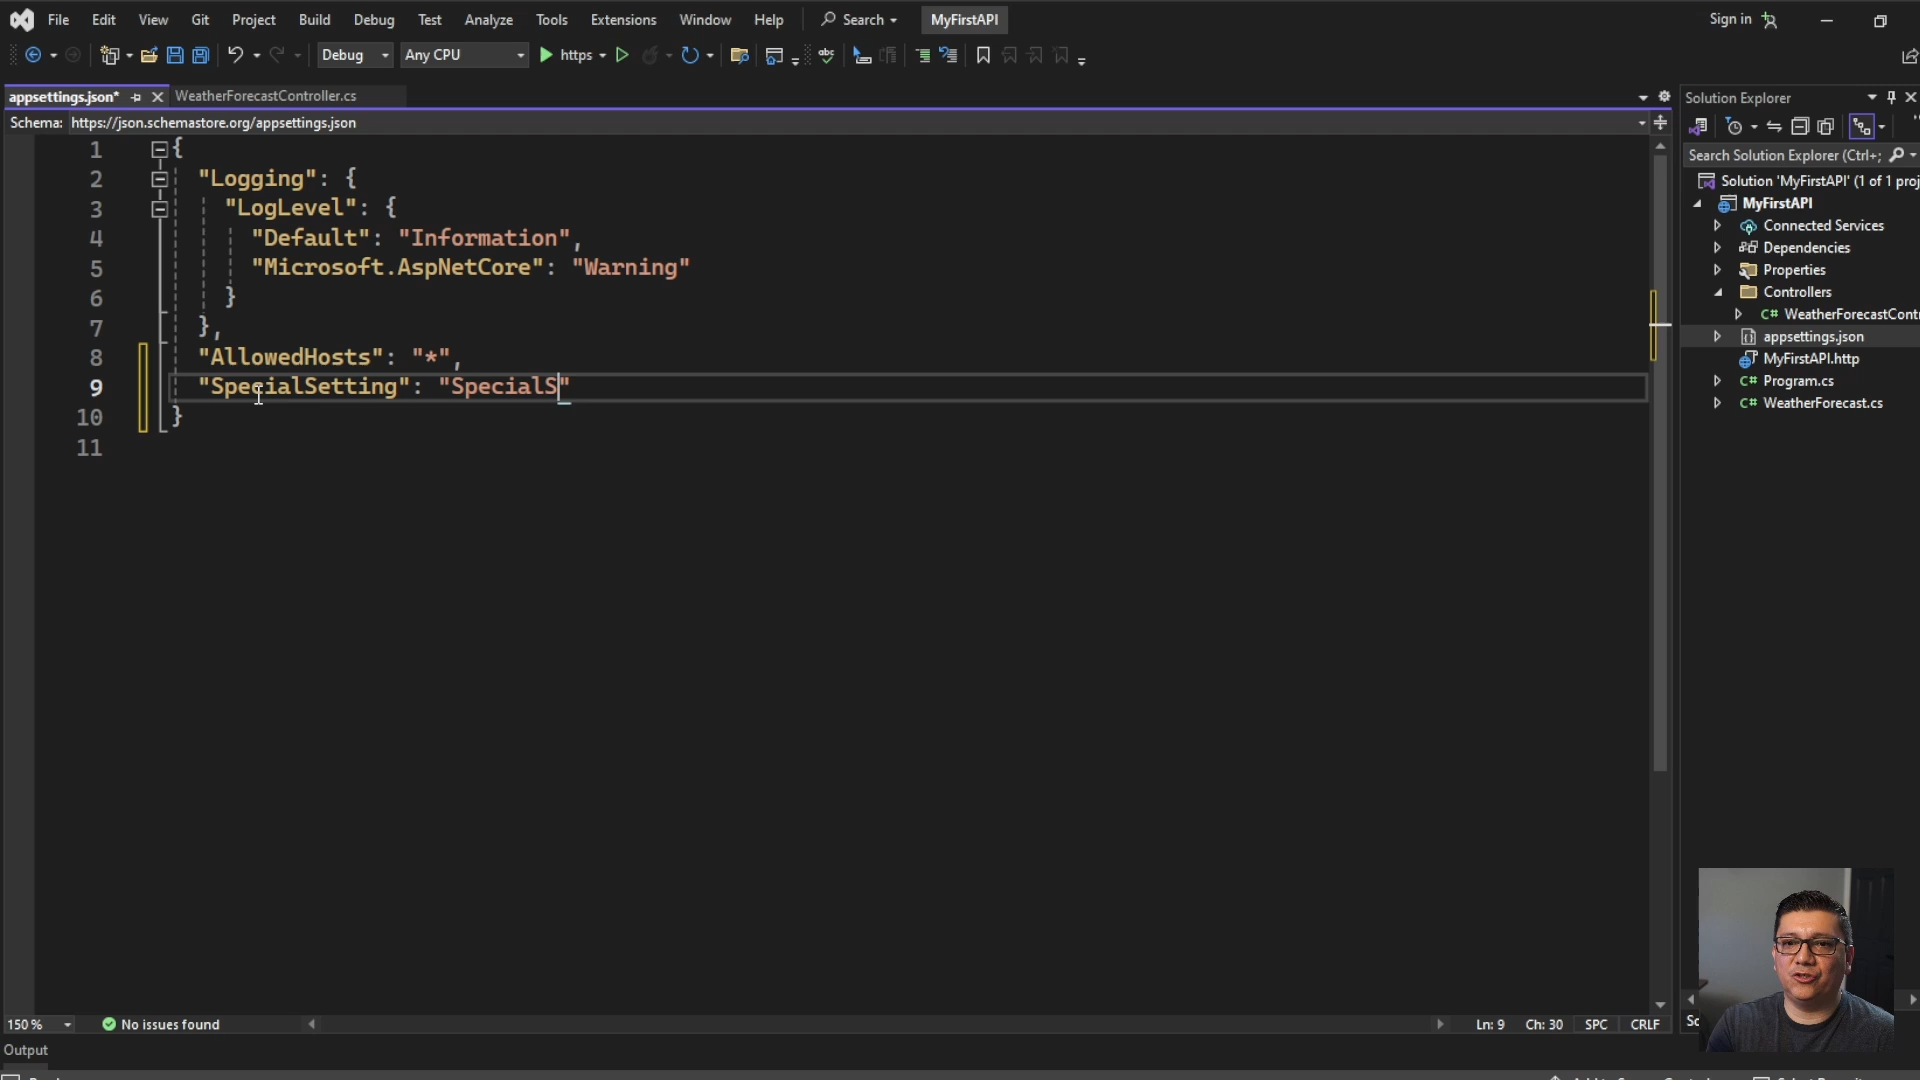 File Edit View Git Project Build Debug Test Analyze Tools Extensions Window Help Search MyFirstAPI Sign in
Debug Any CPU https
appsettings.json* WeatherForecastController.cs
Schema: https://json.schemastore.org/appsettings.json
1 {
2 "Logging": {
3 "LogLevel": {
4 "Default": "Information",
5 "Microsoft.AspNetCore": "Warning"
6 }
7 },
8 "AllowedHosts": "*",
9 "SpecialSetting": "SpecialS"
10 }
11
Solution Explorer
Search Solution Explorer (Ctrl+;
Solution 'MyFirstAPI' (1 of 1 proj
MyFirstAPI
Connected Services
Dependencies
Properties
Controllers
C# WeatherForecastContr
appsettings.json
MyFirstAPI.http
C# Program.cs
C# WeatherForecast.cs
150 % No issues found Ln: 9 Ch: 30 SPC CRLF
Output